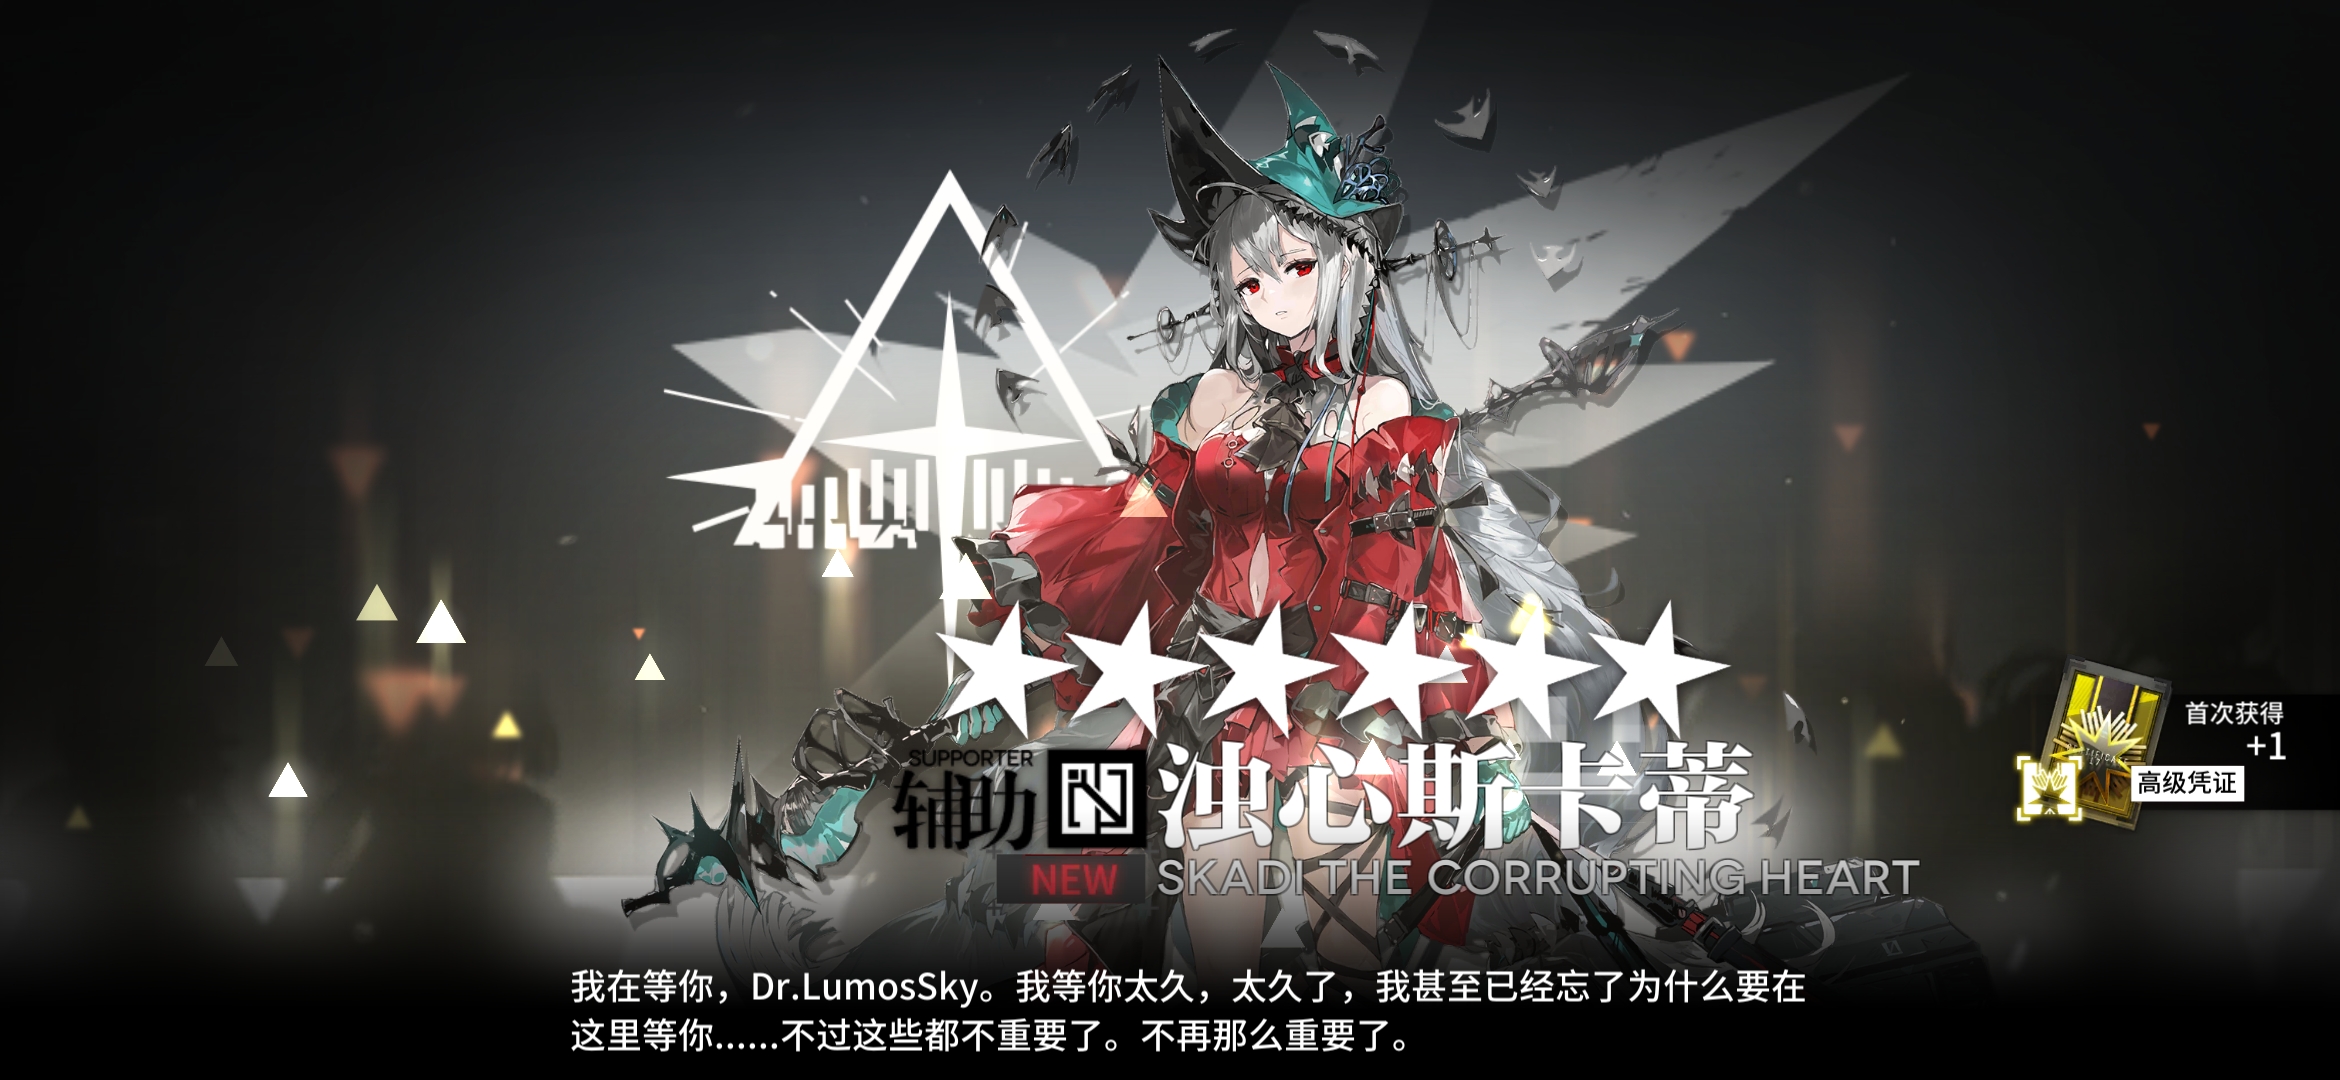 SUPPORTER
辅助
浊心斯卡蒂
NEW
SKADI THE CORRUPTING HEART
首次获得
+1
高级凭证
我在等你，Dr.LumosSky。我等你太久，太久了，我甚至已经忘了为什么要在
这里等你......不过这些都不重要了。不再那么重要了。